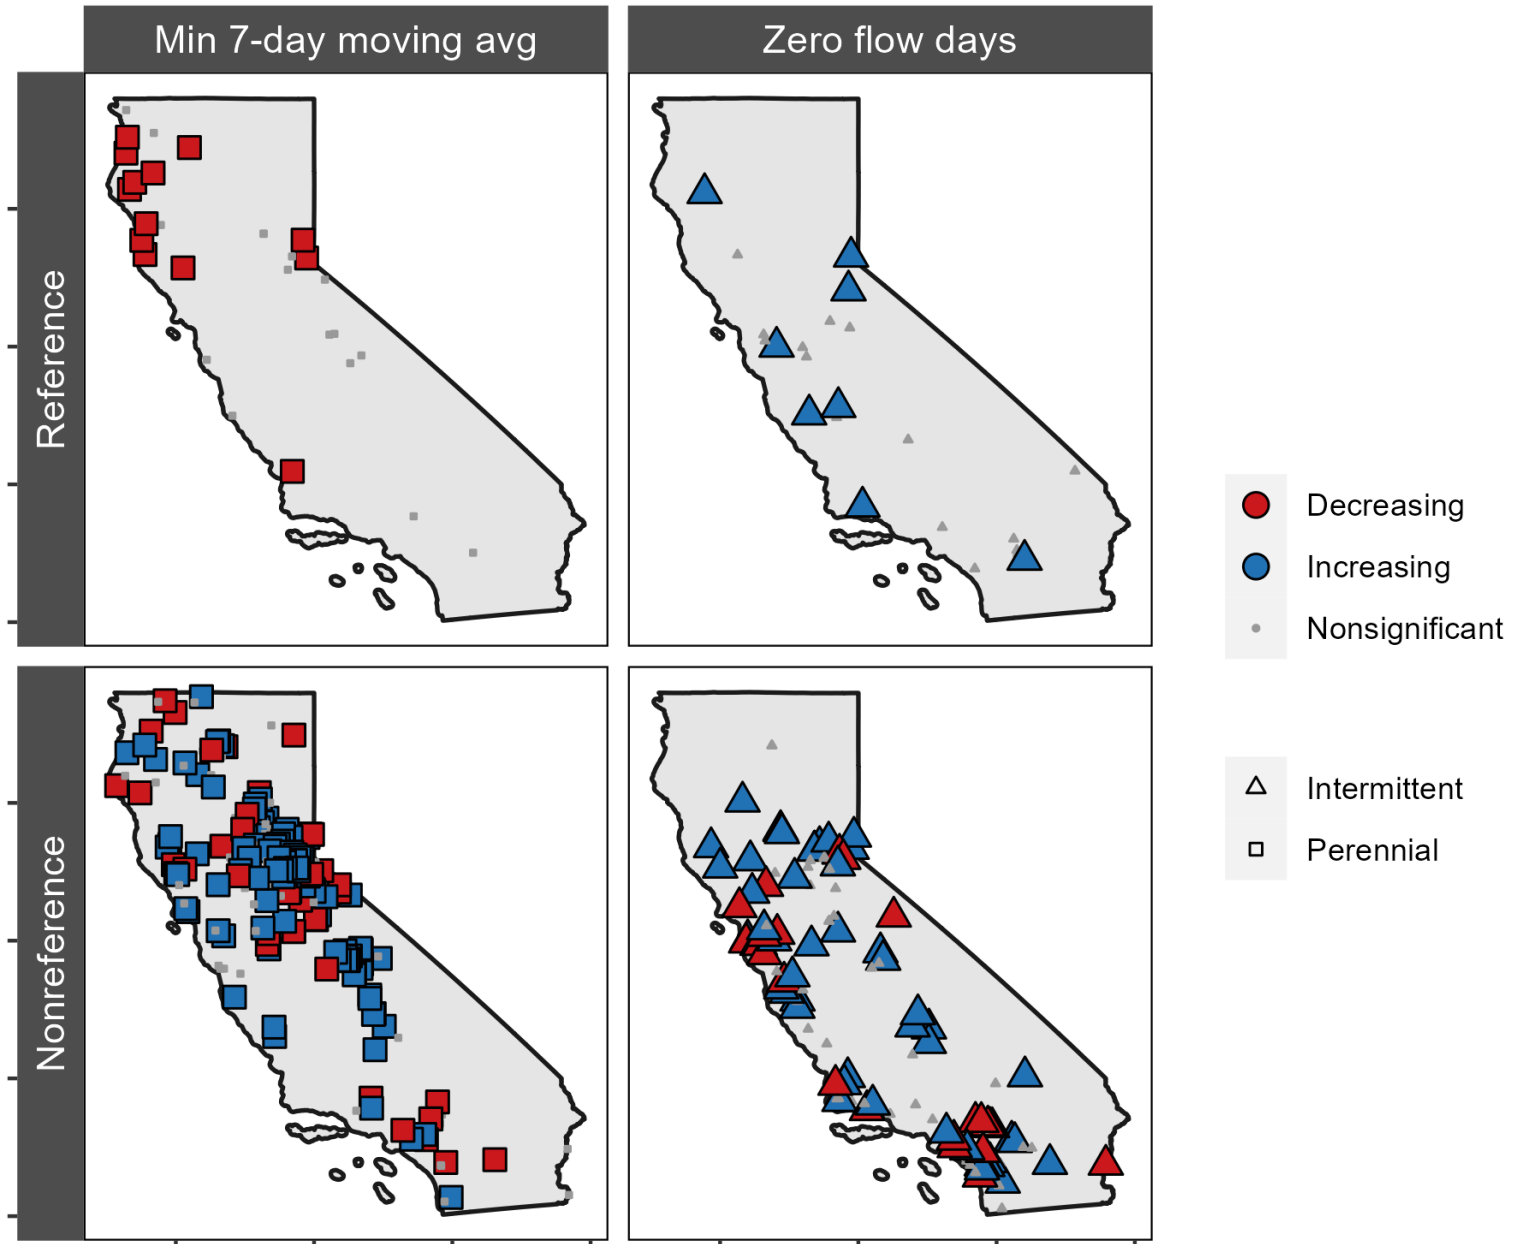 Min 7-day moving avg
Zero flow days
Reference
Nonreference
Decreasing
Increasing
Nonsignificant
Intermittent
Perennial